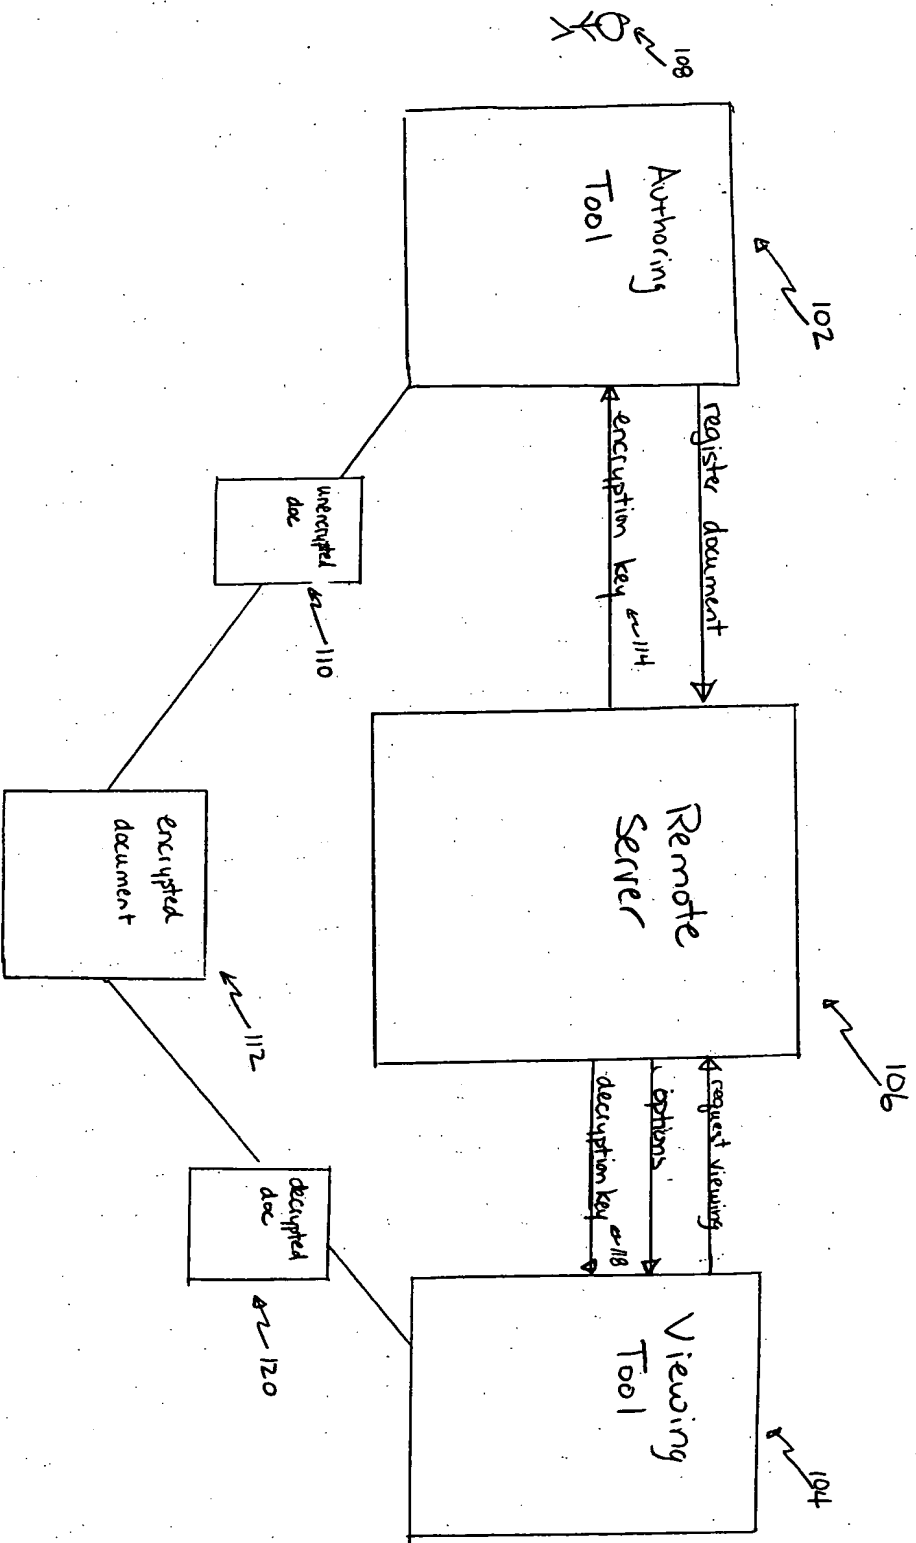 108
Authoring
Tool
102
register document
encryption key
114
unencrypted
doc
110
Remote
Server
106
encrypted
document
112
request viewing
options
decryption key
118
decrypted
doc
120
Viewing
Tool
104